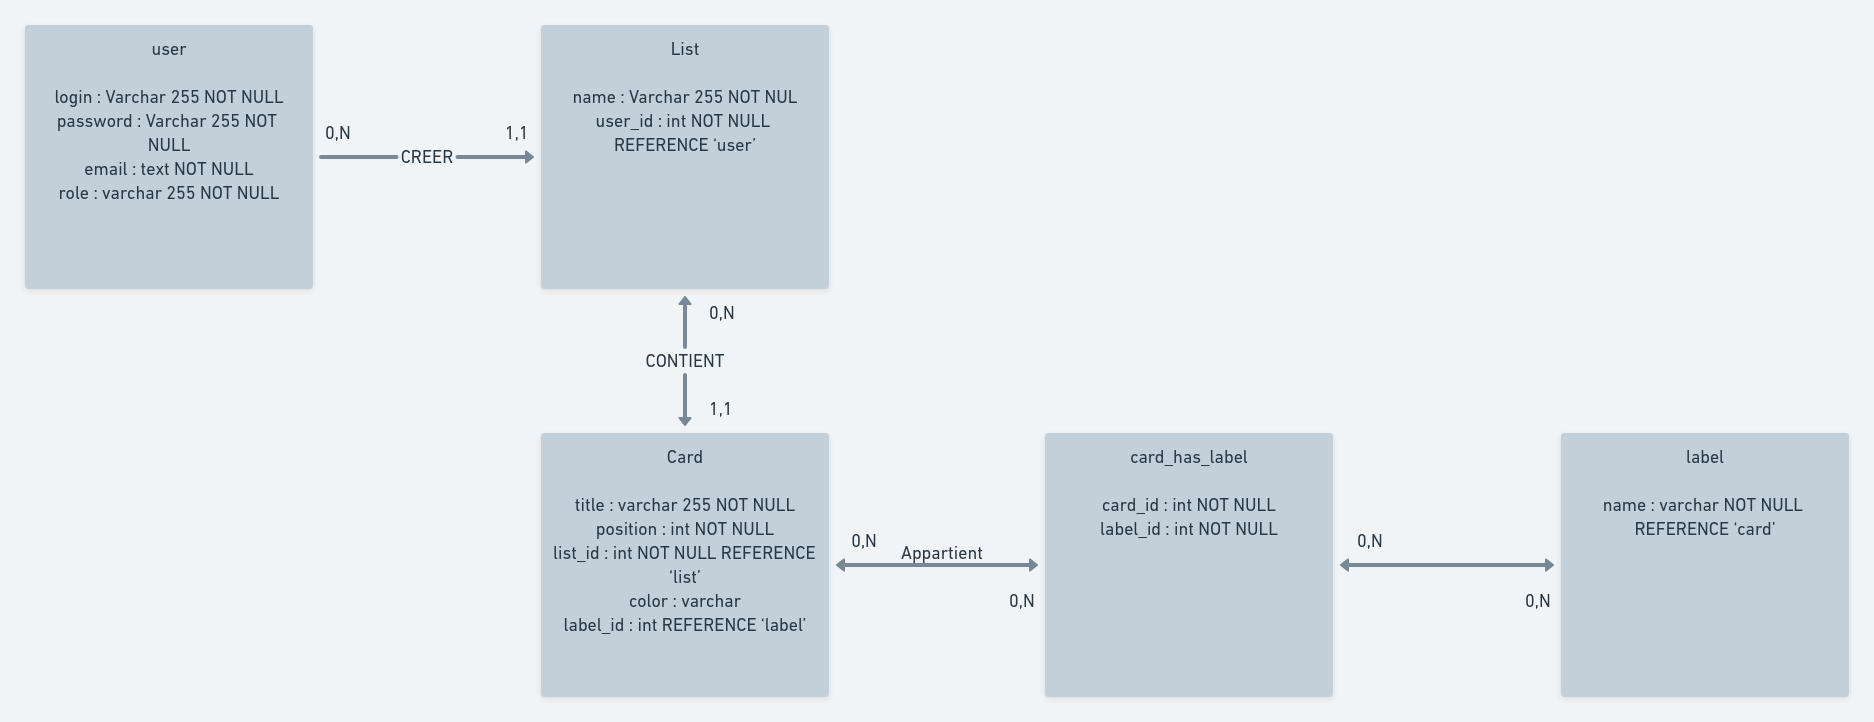 user
login : Varchar 255 NOT NULL
password : Varchar 255 NOT
NULL
email : text NOT NULL
role : varchar 255 NOT NULL
0,N
CREER
1,1
List
name : Varchar 255 NOT NUL
user_id : int NOT NULL
REFERENCE ‘user’
0,N
CONTIENT
1,1
Card
title : varchar 255 NOT NULL
position : int NOT NULL
list_id : int NOT NULL REFERENCE
‘list’
color : varchar
label_id : int REFERENCE ‘label’
0,N
Appartient
0,N
card_has_label
card_id : int NOT NULL
label_id : int NOT NULL
0,N
0,N
label
name : varchar NOT NULL
REFERENCE ‘card’